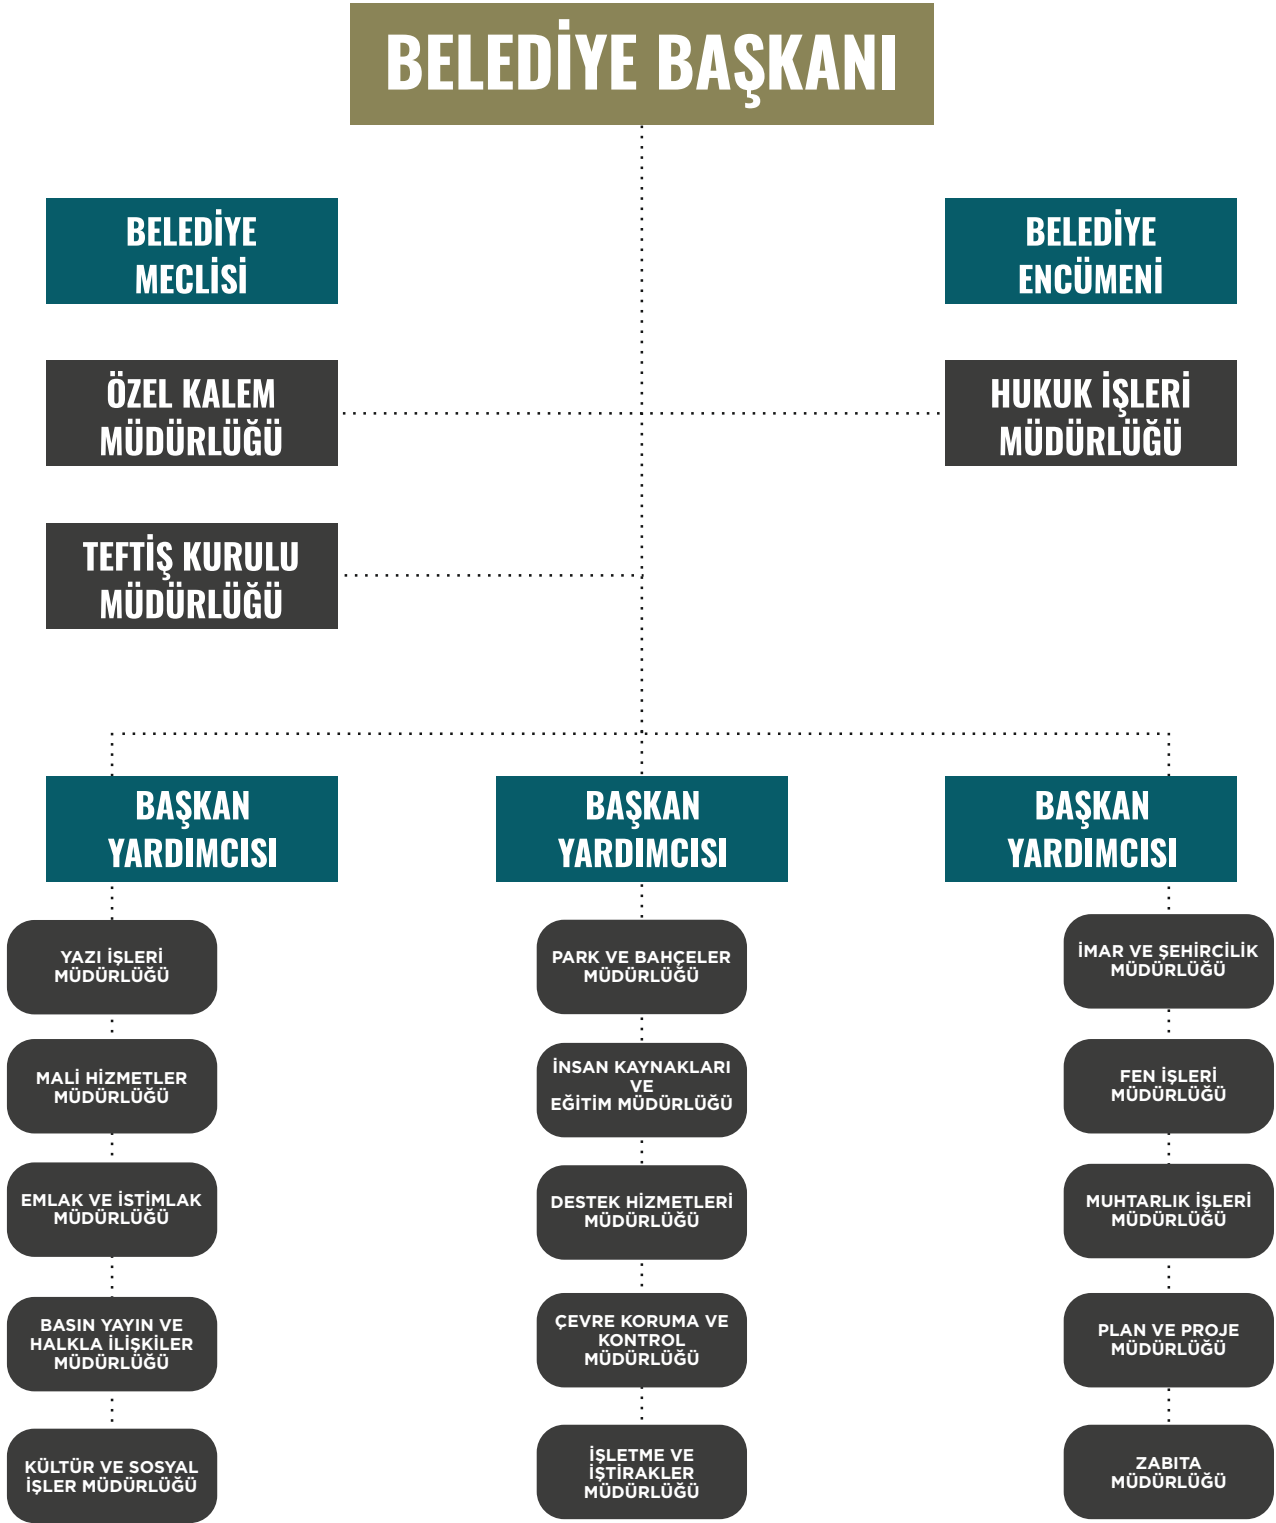 BELEDİYE BAŞKANI
BELEDİYE
MECLİSİ
BELEDİYE
ENCÜMENİ
ÖZEL KALEM
MÜDÜRLÜĞÜ
HUKUK İŞLERİ
MÜDÜRLÜĞÜ
TEFTİŞ KURULU
MÜDÜRLÜĞÜ
BAŞKAN
YARDIMCISI
BAŞKAN
YARDIMCISI
BAŞKAN
YARDIMCISI
YAZI İŞLERİ
MÜDÜRLÜĞÜ
MALİ HİZMETLER
MÜDÜRLÜĞÜ
EMLAK VE İSTİMLAK
MÜDÜRLÜĞÜ
BASIN YAYIN VE
HALKLA İLİŞKİLER
MÜDÜRLÜĞÜ
KÜLTÜR VE SOSYAL
İŞLER MÜDÜRLÜĞÜ
PARK VE BAHÇELER
MÜDÜRLÜĞÜ
İNSAN KAYNAKLARI
VE
EĞİTİM MÜDÜRLÜĞÜ
DESTEK HİZMETLERİ
MÜDÜRLÜĞÜ
ÇEVRE KORUMA VE
KONTROL
MÜDÜRLÜĞÜ
İŞLETME VE
İŞTİRAKLER
MÜDÜRLÜĞÜ
İMAR VE ŞEHİRCİLİK
MÜDÜRLÜĞÜ
FEN İŞLERİ
MÜDÜRLÜĞÜ
MUHTARLIK İŞLERİ
MÜDÜRLÜĞÜ
PLAN VE PROJE
MÜDÜRLÜĞÜ
ZABITA
MÜDÜRLÜĞÜ